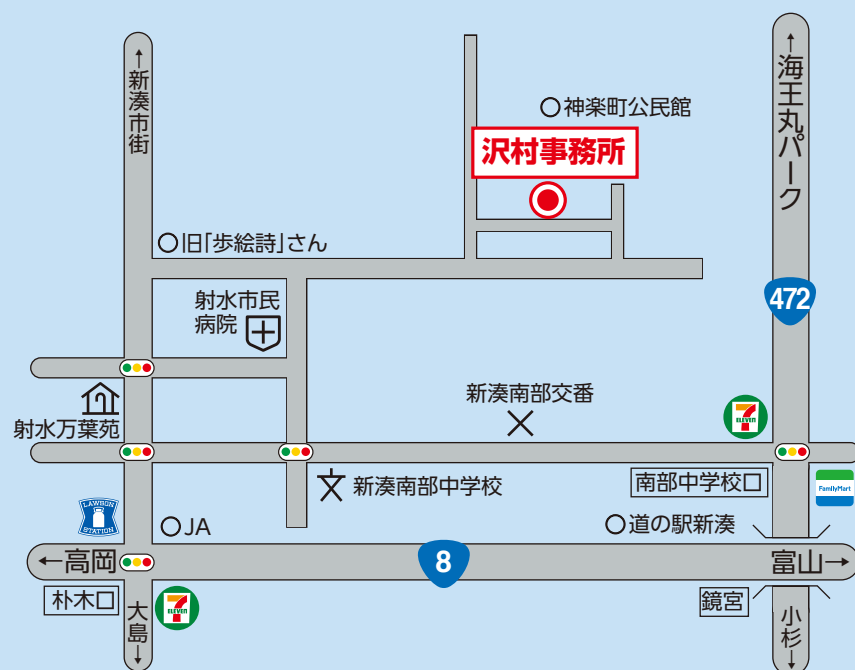 ↑新湊市街
↑海王丸パーク
神楽町公民館
沢村事務所
旧「歩絵詩」さん
472
射水市民
病院
新湊南部交番
7
ELEVEN
射水万葉苑
新湊南部中学校
南部中学校口
FamilyMart
LAWSON
STATION
JA
道の駅新湊
←高岡
8
富山→
朴木口
大島↓
7
ELEVEN
鏡宮
小杉↓